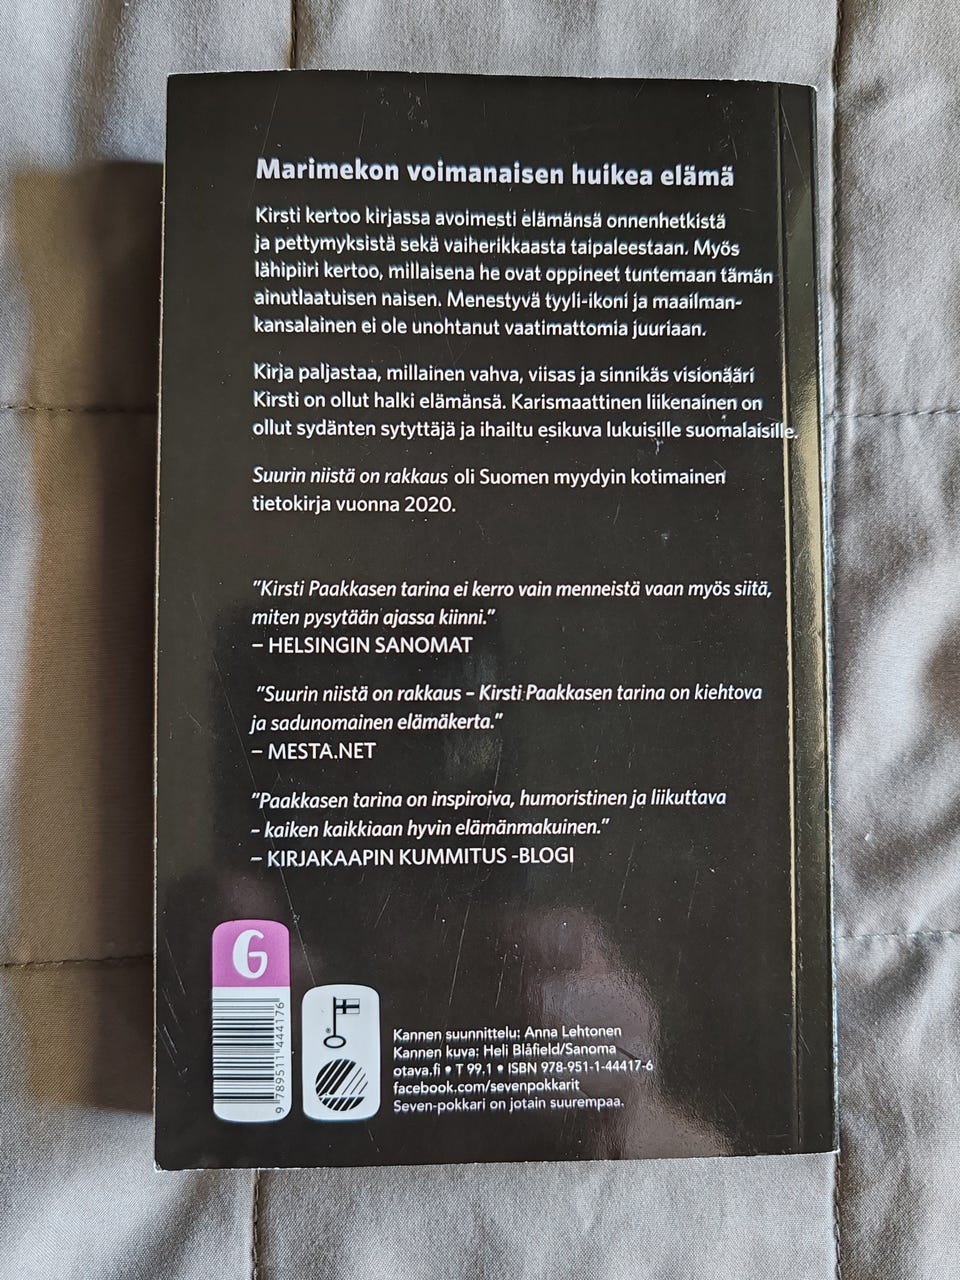 Marimekon voimanaisen huikea elämä
Kirsti kertoo kirjassa avoimesti elämänsä onnenhetkistä
ja pettymyksistä sekä vaiherikkaasta taipaleestaan. Myös
lähipiiri kertoo, millaisena he ovat oppineet tuntemaan tämän
ainutlaatuisen naisen. Menestyvä tyyli-ikoni ja maailman-
kansalainen ei ole unohtanut vaatimattomia juuriaan.
Kirja paljastaa, millainen vahva, viisas ja sinnikäs visionääri
Kirsti on ollut halki elämänsä. Karismaattinen liikenainen on
ollut sydänten sytyttäjä ja ihailtu esikuva lukuisille suomalaisille.
Suurin niistä on rakkaus oli Suomen myydyin kotimainen
tietokirja vuonna 2020.
"Kirsti Paakkasen tarina ei kerro vain menneistä vaan myös siitä,
miten pysytään ajassa kiinni."
– HELSINGIN SANOMAT
"Suurin niistä on rakkaus – Kirsti Paakkasen tarina on kiehtova
ja sadunomainen elämäkerta."
– MESTA.NET
"Paakkasen tarina on inspiroiva, humoristinen ja liikuttava
– kaiken kaikkiaan hyvin elämänmakuinen."
– KIRJAKAAPIN KUMMITUS -BLOGI
G
9 789511 444176
®
Kannen suunnittelu: Anna Lehtonen
Kannen kuva: Heli Blåfield/Sanoma
otava.fi • T 99.1 • ISBN 978-951-1-44417-6
facebook.com/sevenpokkarit
Seven-pokkari on jotain suurempaa.